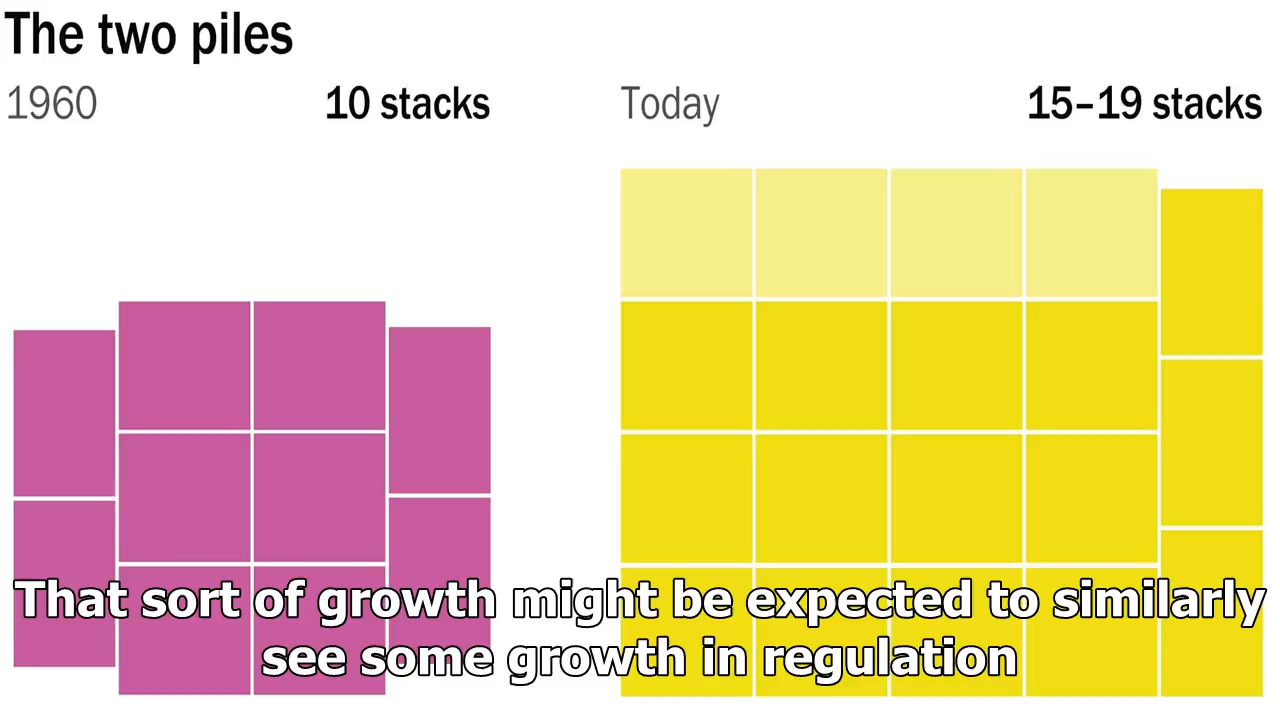 The two piles
1960 10 stacks Today 15–19 stacks
That sort of growth might be expected to similarly
see some growth in regulation